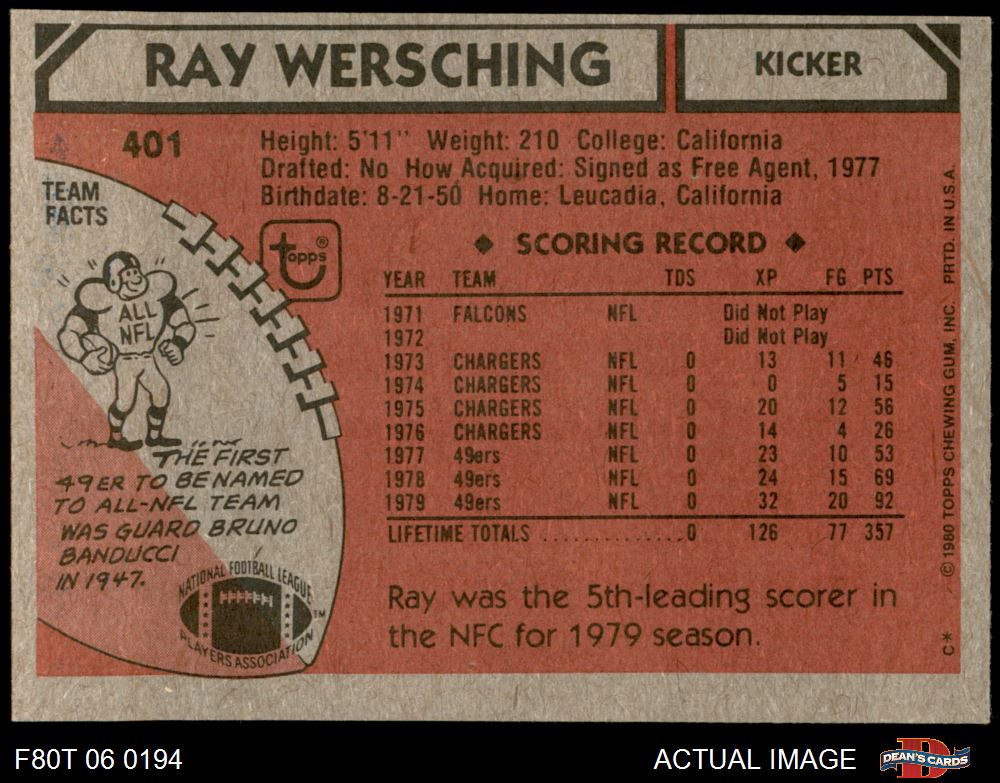 RAY WERSCHING
KICKER
401
Height: 5'11" Weight: 210 College: California
Drafted: No How Acquired: Signed as Free Agent, 1977
Birthdate: 8-21-50 Home: Leucadia, California
TEAM
FACTS
topps®
ALL
NFL
THE FIRST
49ER TO BE NAMED
TO ALL-NFL TEAM
WAS GUARD BRUNO
BANDUCCI
IN 1947.
NATIONAL FOOTBALL LEAGUE
PLAYERS ASSOCIATION
TM
◆ SCORING RECORD ◆
YEAR TEAM TDS XP FG PTS
1971 FALCONS NFL Did Not Play
1972 Did Not Play
1973 CHARGERS NFL 0 13 11 46
1974 CHARGERS NFL 0 0 5 15
1975 CHARGERS NFL 0 20 12 56
1976 CHARGERS NFL 0 14 4 26
1977 49ers NFL 0 23 10 53
1978 49ers NFL 0 24 15 69
1979 49ers NFL 0 32 20 92
LIFETIME TOTALS ..............0 126 77 357
Ray was the 5th-leading scorer in
the NFC for 1979 season.
© 1980 TOPPS CHEWING GUM, INC. PRTD. IN U.S.A.
C*
F80T 06 0194
ACTUAL IMAGE
DEAN'S CARDS